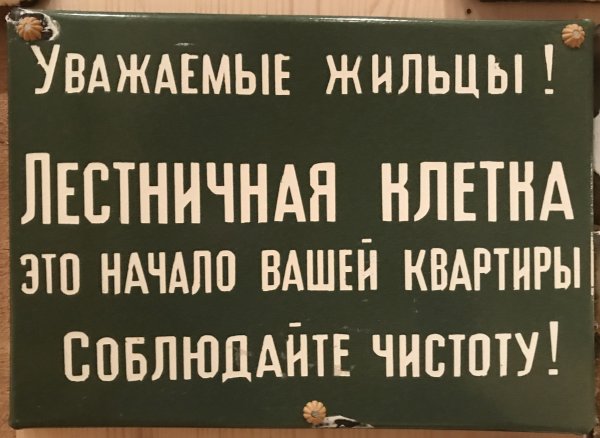 Уважаемые жильцы!
Лестничная клетка
это начало вашей квартиры
Соблюдайте чистоту!